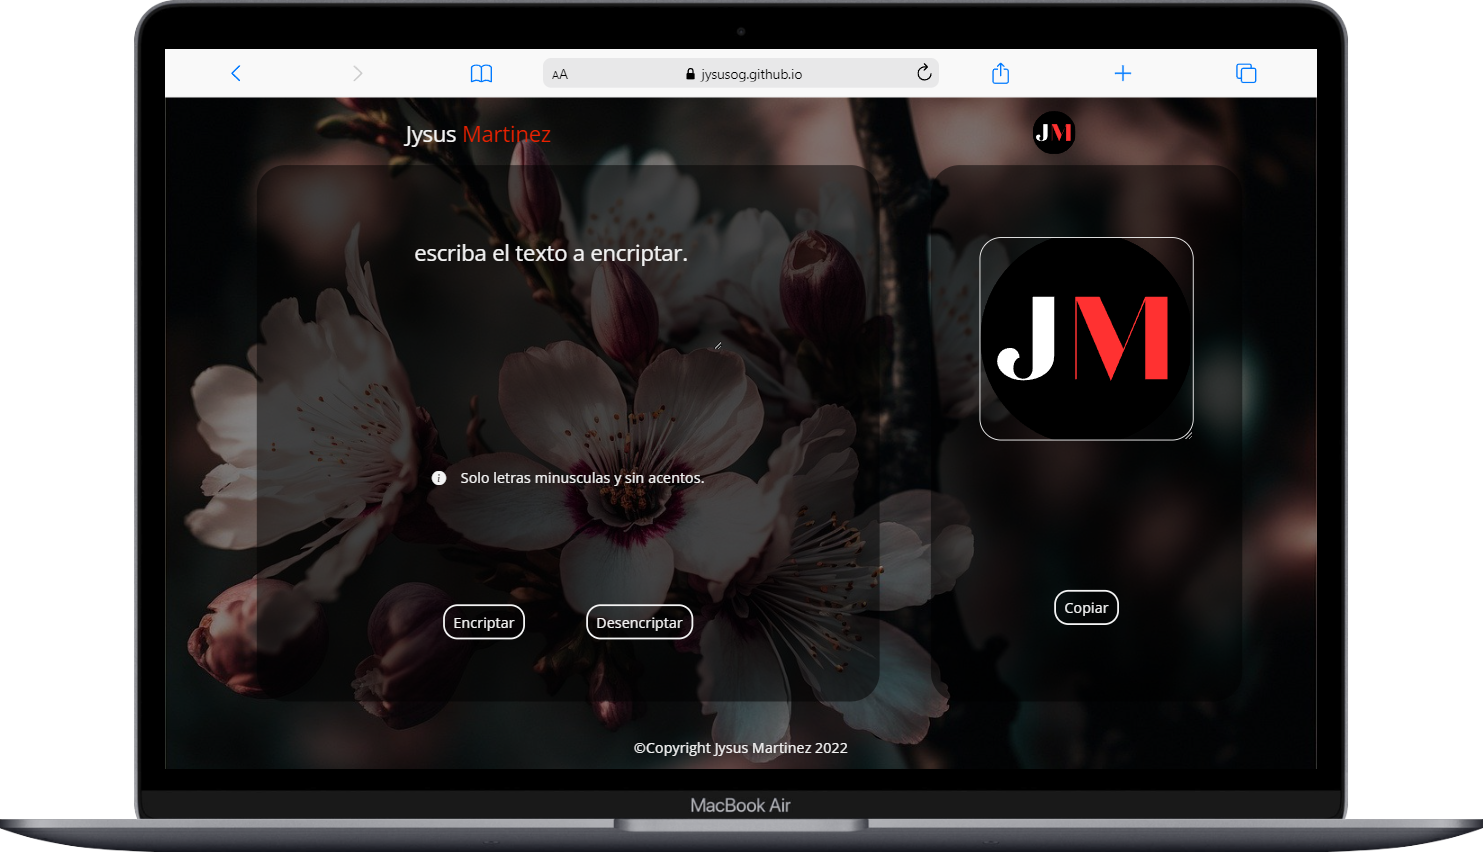 AA
jysusog.github.io
Jysus Martinez
JM
escriba el texto a encriptar.
JM
Solo letras minusculas y sin acentos.
Encriptar
Desencriptar
Copiar
©Copyright Jysus Martinez 2022
MacBook Air